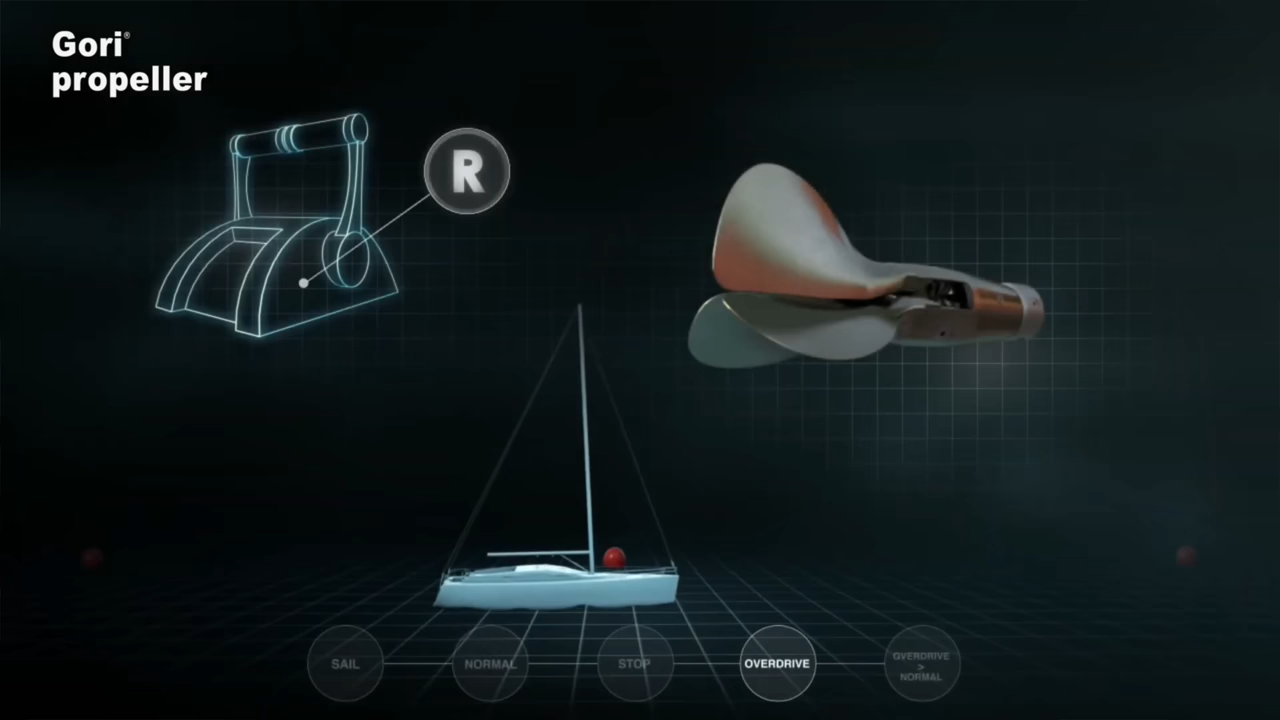 Gori®
propeller
R
SAIL
NORMAL
STOP
OVERDRIVE
OVERDRIVE
>
NORMAL